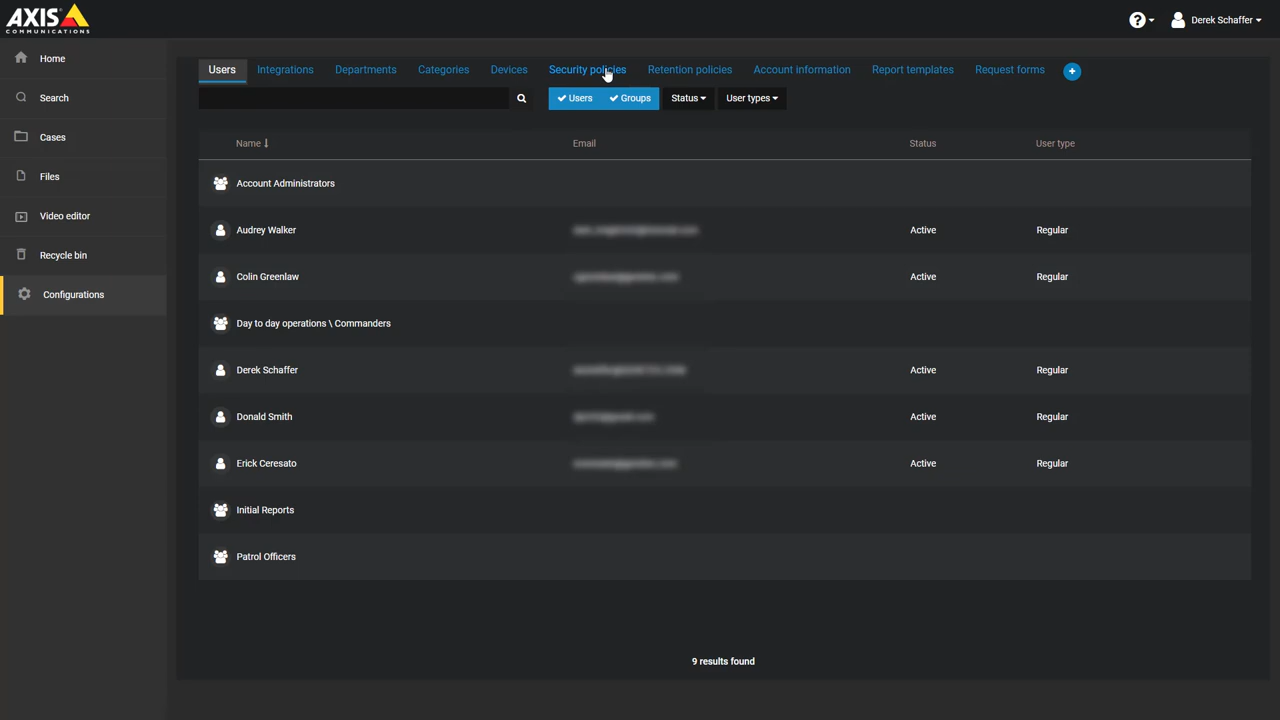 AXIS
COMMUNICATIONS
? Derek Schaffer
Home
Search
Cases
Files
Video editor
Recycle bin
Configurations
Users Integrations Departments Categories Devices Security policies Retention policies Account information Report templates Request forms +
Users Groups Status User types
Name Email Status User type
Account Administrators
Audrey Walker Active Regular
Colin Greenlaw Active Regular
Day to day operations \ Commanders
Derek Schaffer Active Regular
Donald Smith Active Regular
Erick Ceresato Active Regular
Initial Reports
Patrol Officers
9 results found